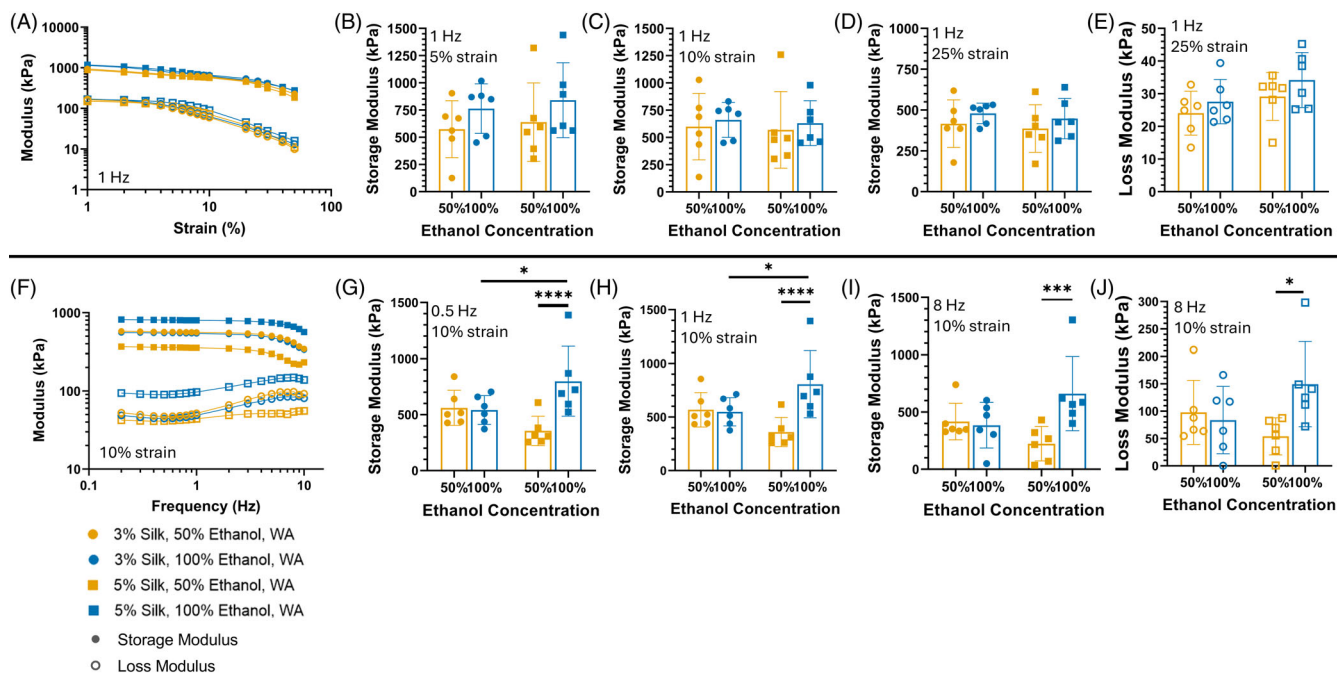 (A)
Modulus (kPa)
10000
1000
100
10
1
1 Hz
1
10
100
Strain (%)
(B)
Storage Modulus (kPa)
1500
1250
1000
750
500
250
0
1 Hz
5% strain
50%100%
50%100%
Ethanol Concentration
(C)
Storage Modulus (kPa)
1500
1250
1000
750
500
250
0
1 Hz
10% strain
50%100%
50%100%
Ethanol Concentration
(D)
Storage Modulus (kPa)
1000
750
500
250
0
1 Hz
25% strain
50%100%
50%100%
Ethanol Concentration
(E)
Loss Modulus (kPa)
50
40
30
20
10
0
1 Hz
25% strain
50%100%
50%100%
Ethanol Concentration
(F)
Modulus (kPa)
1000
100
10
10% strain
0.1
1
10
Frequency (Hz)
(G)
Storage Modulus (kPa)
1500
1000
500
0
0.5 Hz
10% strain
*
****
50%100%
50%100%
Ethanol Concentration
(H)
Storage Modulus (kPa)
1500
1000
500
0
1 Hz
10% strain
*
****
50%100%
50%100%
Ethanol Concentration
(I)
Storage Modulus (kPa)
1500
1000
500
0
8 Hz
10% strain
***
50%100%
50%100%
Ethanol Concentration
(J)
Loss Modulus (kPa)
300
250
200
150
100
50
0
8 Hz
10% strain
*
50%100%
50%100%
Ethanol Concentration
3% Silk, 50% Ethanol, WA
3% Silk, 100% Ethanol, WA
5% Silk, 50% Ethanol, WA
5% Silk, 100% Ethanol, WA
Storage Modulus
Loss Modulus